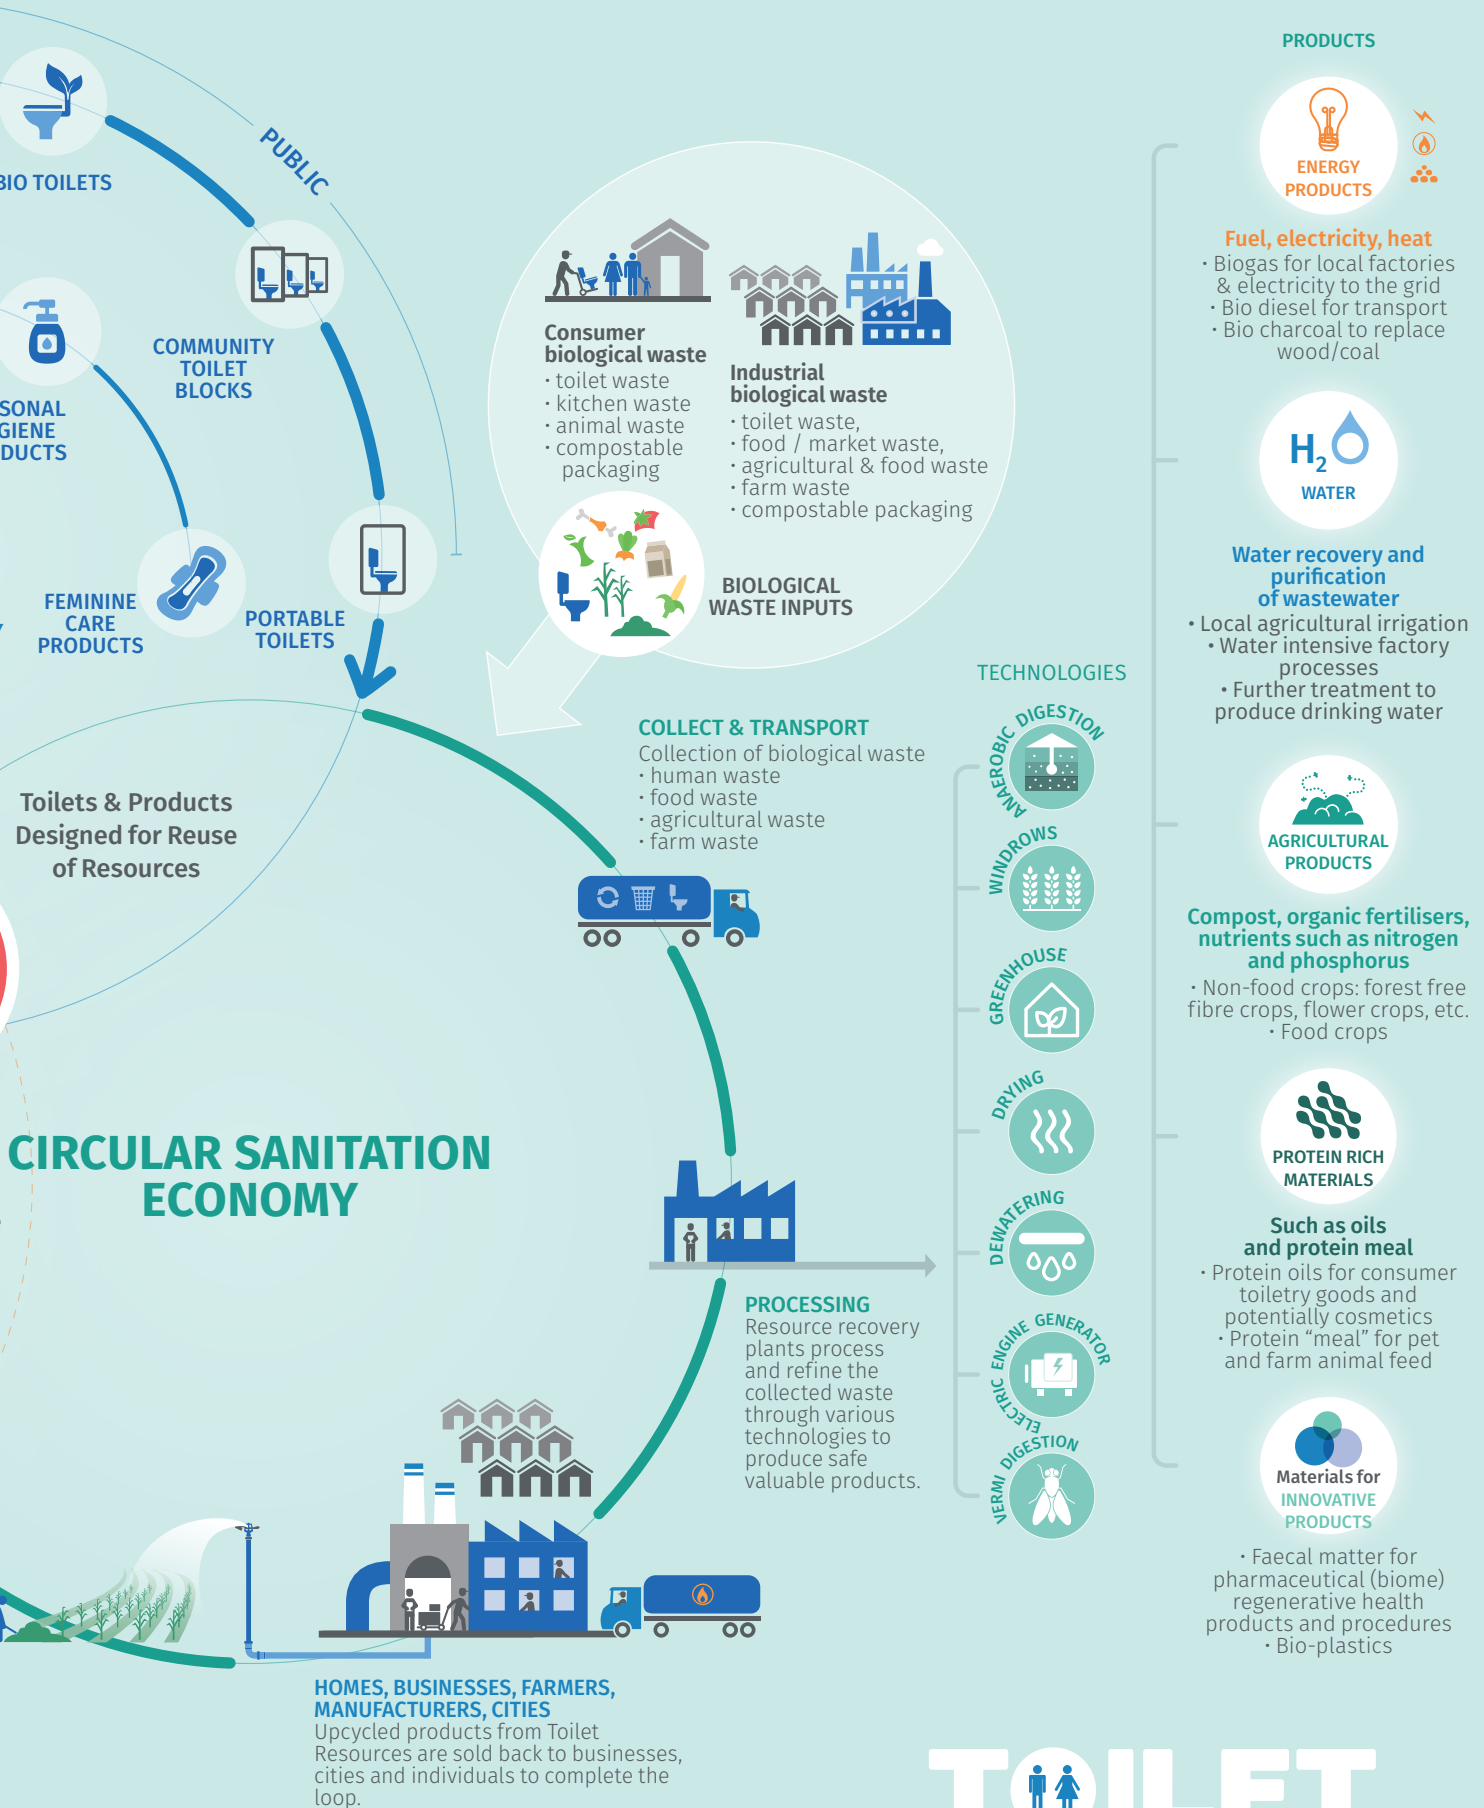 BIO TOILETS
PUBLIC
COMMUNITY
TOILET
BLOCKS
SONAL
GIENE
DUCTS
FEMININE
CARE
PRODUCTS
PORTABLE
TOILETS
Consumer
biological waste
· toilet waste
· kitchen waste
· animal waste
· compostable
packaging
Industrial
biological waste
· toilet waste,
· food / market waste,
· agricultural & food waste
· farm waste
· compostable packaging
BIOLOGICAL
WASTE INPUTS
Toilets & Products
Designed for Reuse
of Resources
COLLECT & TRANSPORT
Collection of biological waste
· human waste
· food waste
· agricultural waste
· farm waste
CIRCULAR SANITATION
ECONOMY
PROCESSING
Resource recovery
plants process
and refine the
collected waste
through various
technologies to
produce safe
valuable products.
HOMES, BUSINESSES, FARMERS,
MANUFACTURERS, CITIES
Upcycled products from Toilet
Resources are sold back to businesses,
cities and individuals to complete the
loop.
TECHNOLOGIES
ANAEROBIC DIGESTION
WINDROWS
GREENHOUSE
DRYING
DEWATERING
ELECTRIC ENGINE GENERATOR
VERMI DIGESTION
PRODUCTS
ENERGY
PRODUCTS
Fuel, electricity, heat
· Biogas for local factories
& electricity to the grid
· Bio diesel for transport
· Bio charcoal to replace
wood/coal
H2
WATER
Water recovery and
purification
of wastewater
• Local agricultural irrigation
• Water intensive factory
processes
• Further treatment to
produce drinking water
AGRICULTURAL
PRODUCTS
Compost, organic fertilisers,
nutrients such as nitrogen
and phosphorus
· Non-food crops: forest free
fibre crops, flower crops, etc.
· Food crops
PROTEIN RICH
MATERIALS
Such as oils
and protein meal
· Protein oils for consumer
toiletry goods and
potentially cosmetics
· Protein “meal” for pet
and farm animal feed
Materials for
INNOVATIVE
PRODUCTS
· Faecal matter for
pharmaceutical (biome)
regenerative health
products and procedures
· Bio-plastics
TOILET